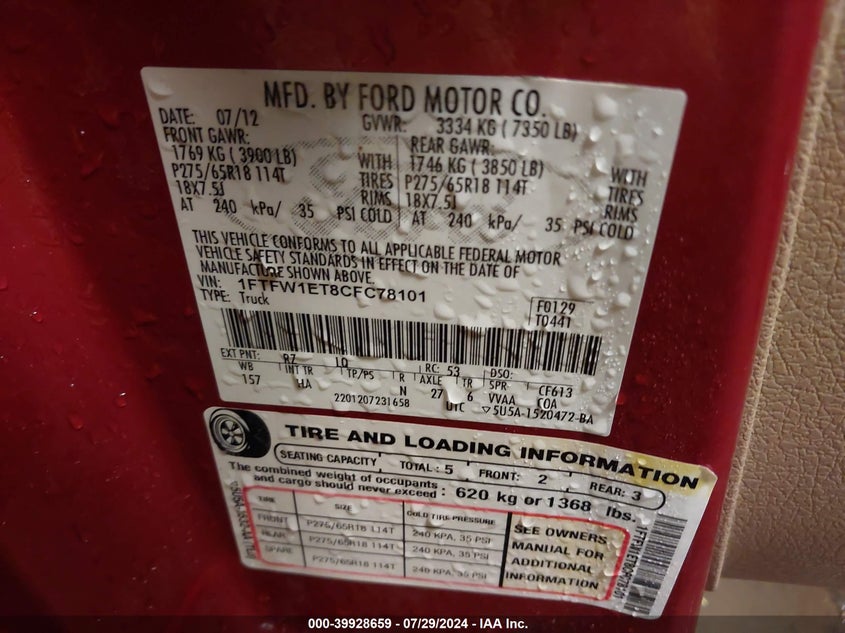 MFD. BY FORD MOTOR CO.
DATE: 07/12 GVWR: 3334 KG ( 7350 LB)
FRONT GAWR: REAR GAWR:
1769 KG ( 3900 LB) WITH 1746 KG ( 3850 LB) WITH
P275/65R18 114T TIRES P275/65R18 114T TIRES
18X7.5J RIMS 18X7.5J RIMS
AT 240 kPa/ 35 PSI COLD AT 240 kPa/ 35 PSI COLD
THIS VEHICLE CONFORMS TO ALL APPLICABLE FEDERAL MOTOR
VEHICLE SAFETY STANDARDS IN EFFECT ON THE DATE OF
MANUFACTURE SHOWN ABOVE.
VIN: 1FTFW1ET8CFC78101
TYPE: Truck
F0129
T0441
EXT PNT: RZ LQ RC: 53 DSO:
WB INT TR TP/PS R AXLE TR SPR CF613
157 HA N 27 6 VVAA COA
2201207231658 UTC ▽5U5A-1520472-BA
TIRE AND LOADING INFORMATION
SEATING CAPACITY TOTAL : 5 FRONT: 2 REAR: 3
The combined weight of occupants
and cargo should never exceed : 620 kg or 1368 lbs.
TIRE SIZE COLD TIRE PRESSURE
FRONT P275/65R18 114T 240 KPA, 35 PSI
REAR P275/65R18 114T 240 KPA, 35 PSI
SPARE P275/65R18 114T 240 KPA, 35 PSI
SEE OWNERS
MANUAL FOR
ADDITIONAL
INFORMATION
1FTFW1ET8CFC78101
000-39928659 - 07/29/2024 - IAA Inc.